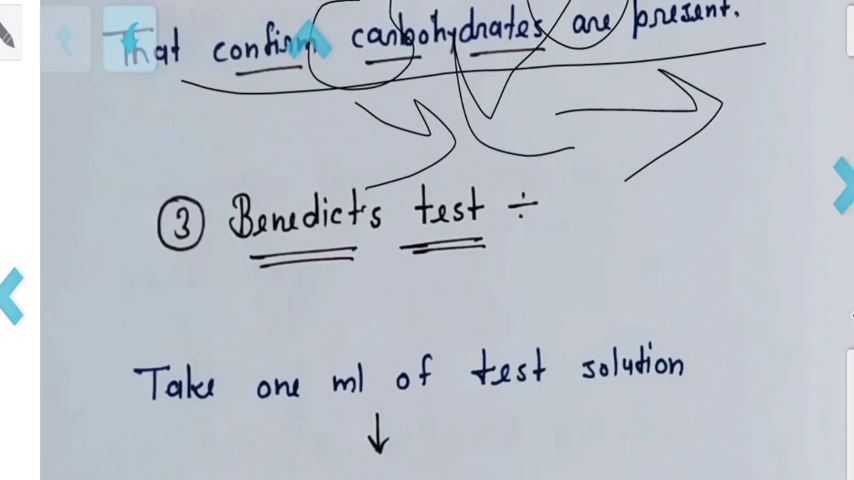 That confirm carbohydrates are present.
③ Benedict's test ÷
Take one ml of test solution
↓